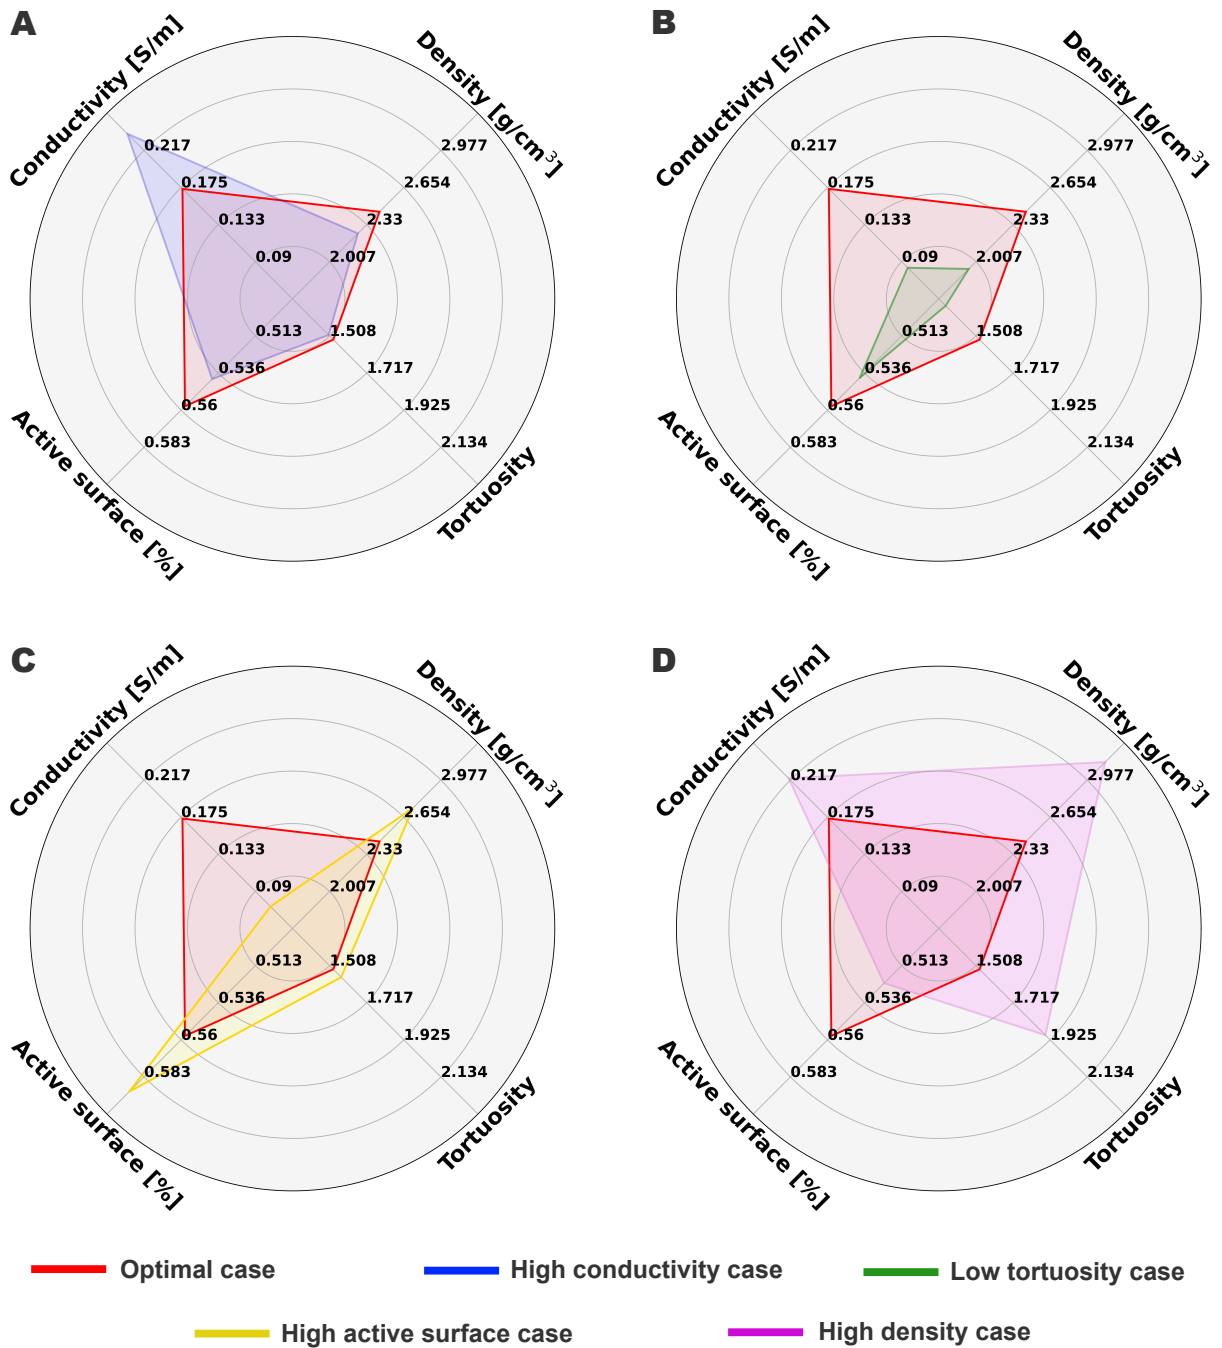 A
Conductivity [S/m]
Density [g/cm³]
0.217
2.977
0.175
2.654
0.133
2.33
0.09
2.007
0.513
1.508
0.536
1.717
0.56
1.925
0.583
2.134
Active surface [%]
Tortuosity
B
Conductivity [S/m]
Density [g/cm³]
0.217
2.977
0.175
2.654
0.133
2.33
0.09
2.007
0.513
1.508
0.536
1.717
0.56
1.925
0.583
2.134
Active surface [%]
Tortuosity
C
Conductivity [S/m]
Density [g/cm³]
0.217
2.977
0.175
2.654
0.133
2.33
0.09
2.007
0.513
1.508
0.536
1.717
0.56
1.925
0.583
2.134
Active surface [%]
Tortuosity
D
Conductivity [S/m]
Density [g/cm³]
0.217
2.977
0.175
2.654
0.133
2.33
0.09
2.007
0.513
1.508
0.536
1.717
0.56
1.925
0.583
2.134
Active surface [%]
Tortuosity
Optimal case
High conductivity case
Low tortuosity case
High active surface case
High density case